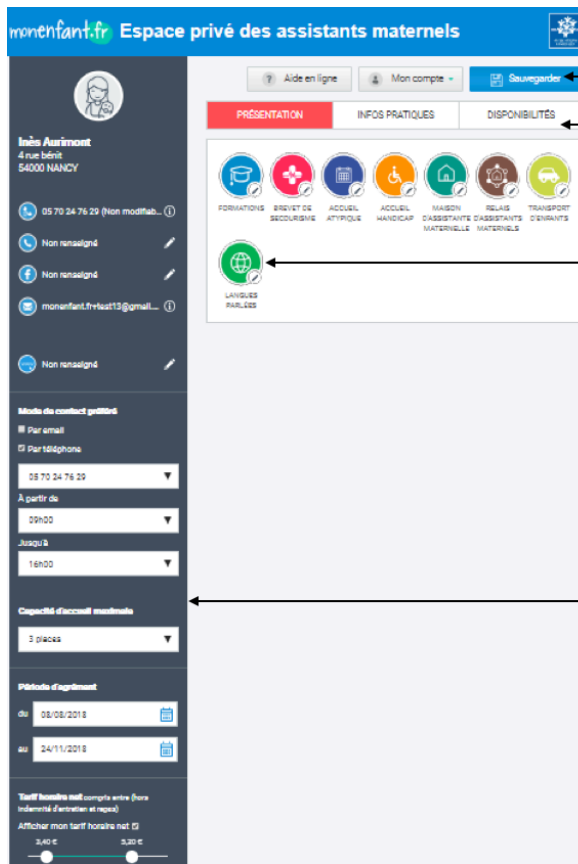 monenfant.fr Espace privé des assistants maternels
? Aide en ligne
Mon compte
Sauvegarder
PRÉSENTATION
INFOS PRATIQUES
DISPONIBILITÉS
Inès Aurimont
4 rue bénit
54000 NANCY
05 70 24 76 29 (Non modifiab...
Non renseigné
Non renseigné
monenfant.fr+test13@gmail....
Non renseigné
FORMATIONS
BREVET DE
SECOURISME
ACCUEIL
ATYPIQUE
ACCUEIL
HANDICAP
MAISON
D'ASSISTANTE
MATERNELLE
RELAIS
D'ASSISTANTS
MATERNELS
TRANSPORT
D'ENFANTS
LANGUES
PARLÉES
Mode de contact préféré
Par email
Par téléphone
05 70 24 76 29
À partir de
09h00
Jusqu'à
16h00
Capacité d'accueil maximale
3 places
Période d'agrément
du 08/08/2018
au 24/11/2018
Tarif horaire net compris entre (hors
indemnité d'entretien et repas)
Afficher mon tarif horaire net
3,40 € 5,20 €